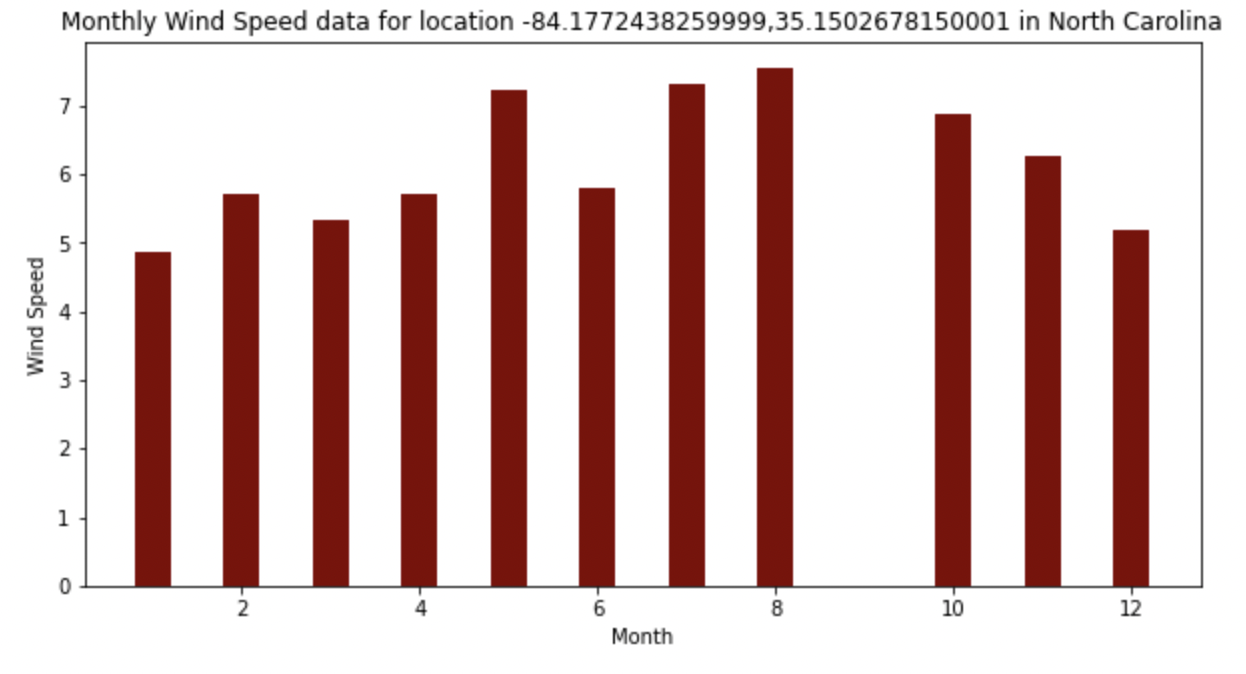 Monthly Wind Speed data for location -84.1772438259999,35.1502678150001 in North Carolina
7
6
5
4
3
2
1
0
Wind Speed
2 4 6 8 10 12
Month